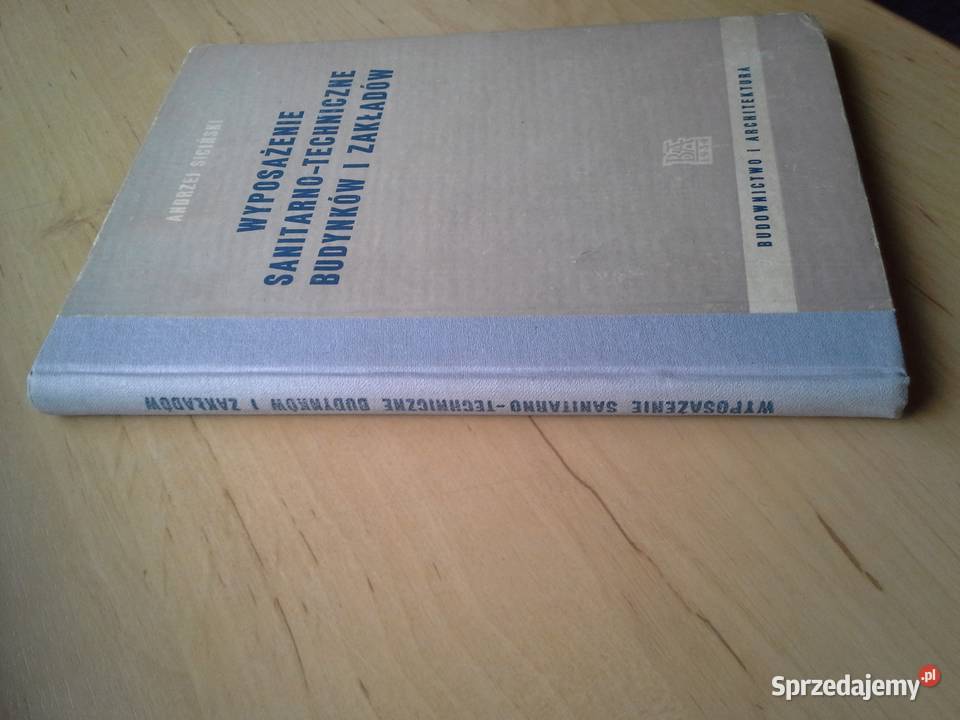 ANDRZEJ SICIŃSKI
WYPOSAŻENIE
SANITARNO-TECHNICZNE
BUDYNKÓW I ZAKŁADÓW
BUDOWNICTWO I ARCHITEKTURA
WYPOSAŻENIE SANITARNO-TECHNICZNE BUDYNKÓW I ZAKŁADÓW
Sprzedajemy.pl